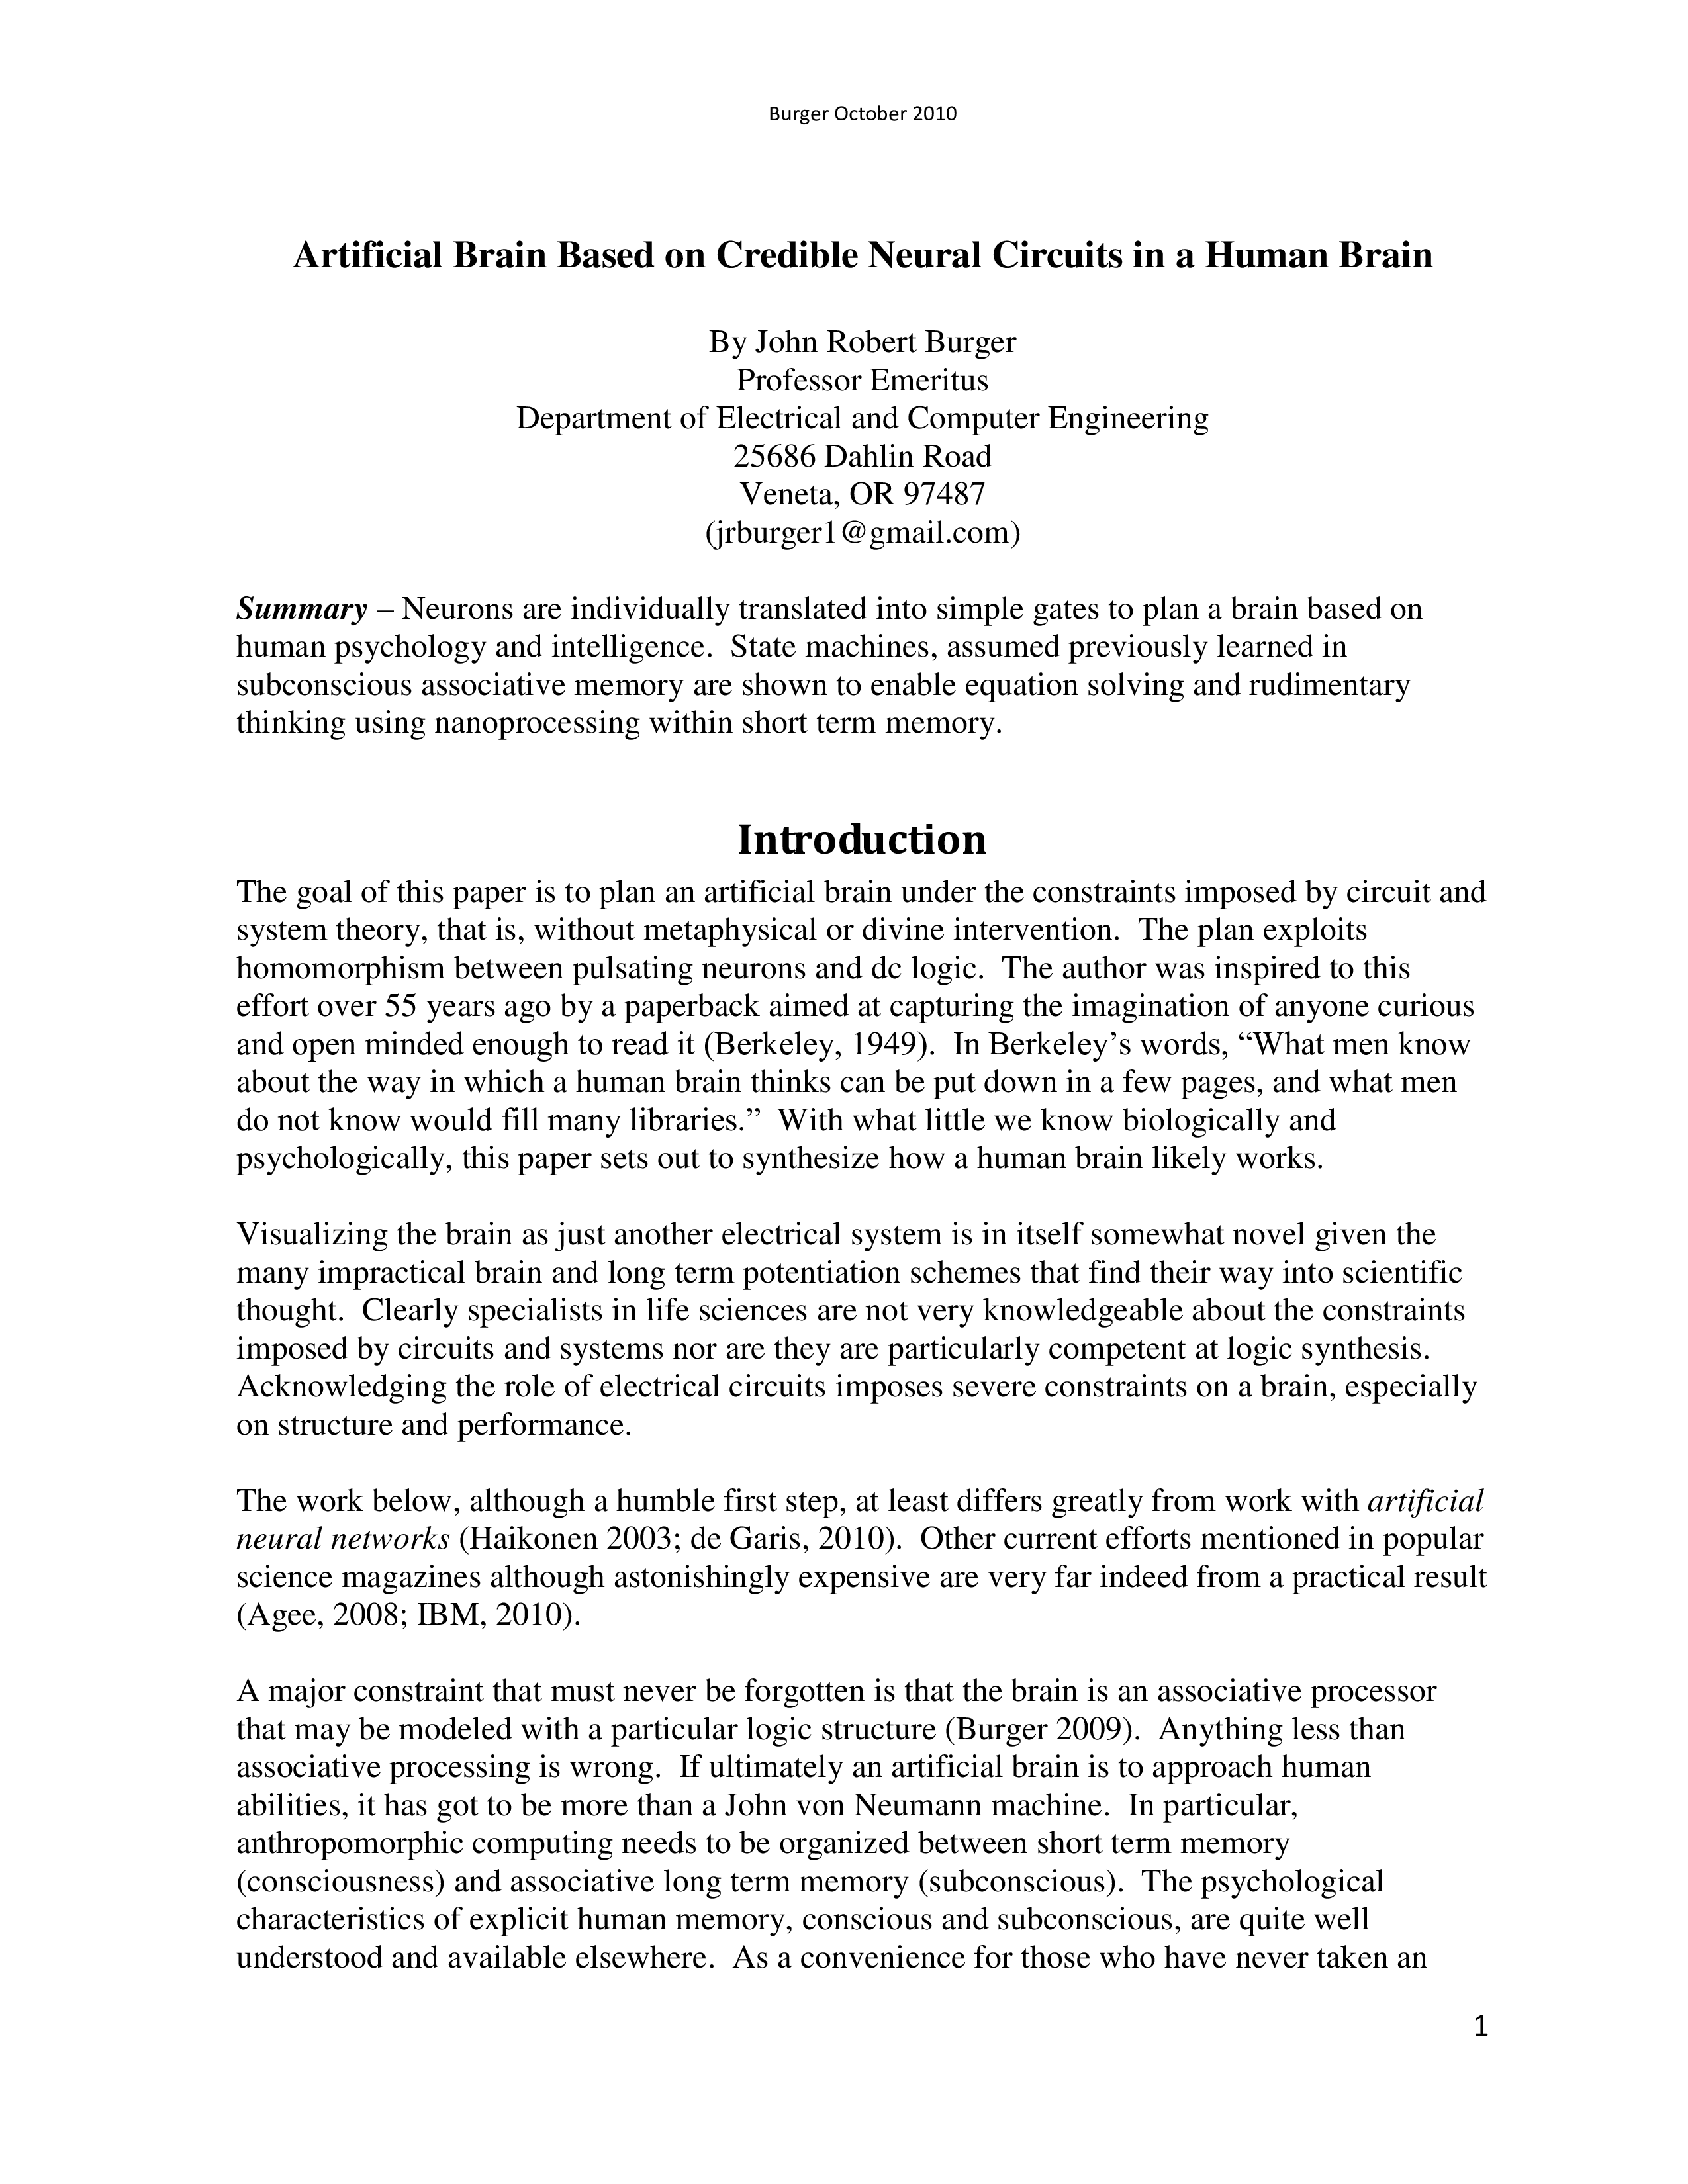 Burger October 2010
Artificial Brain Based on Credible Neural Circuits in a Human Brain
By John Robert Burger
Professor Emeritus
Department of Electrical and Computer Engineering
25686 Dahlin Road
Veneta, OR 97487
(jrburger1@gmail.com)
Summary – Neurons are individually translated into simple gates to plan a brain based on
human psychology and intelligence.  State machines, assumed previously learned in
subconscious associative memory are shown to enable equation solving and rudimentary
thinking using nanoprocessing within short term memory.
Introduction
The goal of this paper is to plan an artificial brain under the constraints imposed by circuit and
system theory, that is, without metaphysical or divine intervention.  The plan exploits
homomorphism between pulsating neurons and dc logic.  The author was inspired to this
effort over 55 years ago by a paperback aimed at capturing the imagination of anyone curious
and open minded enough to read it (Berkeley, 1949).  In Berkeley’s words, “What men know
about the way in which a human brain thinks can be put down in a few pages, and what men
do not know would fill many libraries.”  With what little we know biologically and
psychologically, this paper sets out to synthesize how a human brain likely works.
Visualizing the brain as just another electrical system is in itself somewhat novel given the
many impractical brain and long term potentiation schemes that find their way into scientific
thought.  Clearly specialists in life sciences are not very knowledgeable about the constraints
imposed by circuits and systems nor are they are particularly competent at logic synthesis.
Acknowledging the role of electrical circuits imposes severe constraints on a brain, especially
on structure and performance.
The work below, although a humble first step, at least differs greatly from work with artificial
neural networks (Haikonen 2003; de Garis, 2010).  Other current efforts mentioned in popular
science magazines although astonishingly expensive are very far indeed from a practical result
(Agee, 2008; IBM, 2010).
A major constraint that must never be forgotten is that the brain is an associative processor
that may be modeled with a particular logic structure (Burger 2009).  Anything less than
associative processing is wrong.  If ultimately an artificial brain is to approach human
abilities, it has got to be more than a John von Neumann machine.  In particular,
anthropomorphic computing needs to be organized between short term memory
(consciousness) and associative long term memory (subconscious).  The psychological
characteristics of explicit human memory, conscious and subconscious, are quite well
understood and available elsewhere.  As a convenience for those who have never taken an
1